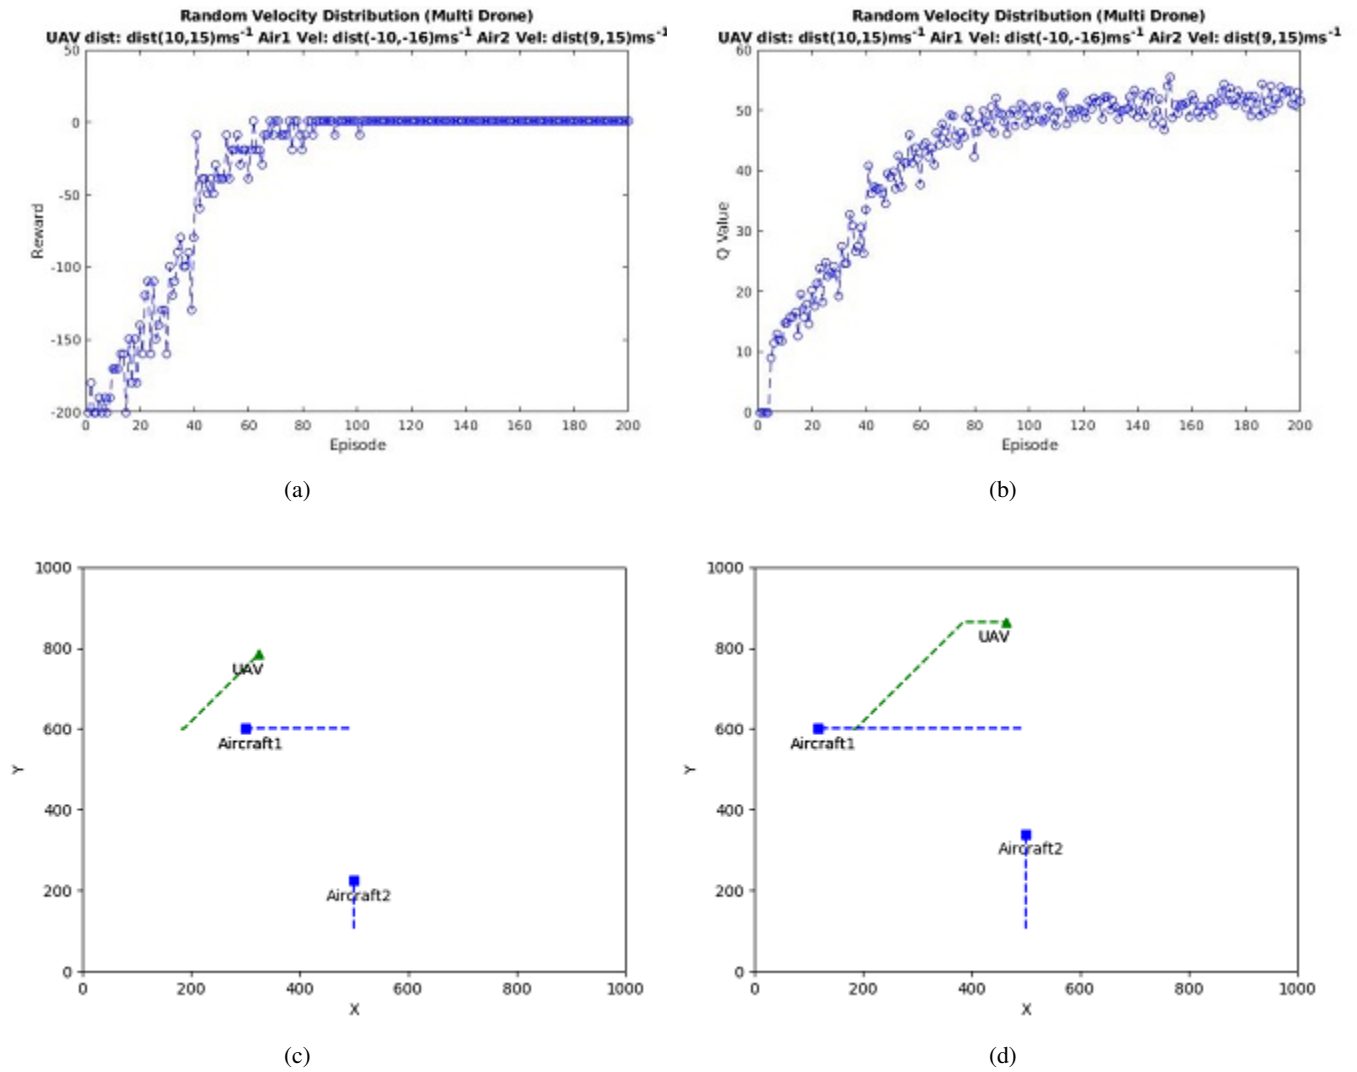 Random Velocity Distribution (Multi Drone)
UAV dist: dist(10,15)ms-1 Air1 Vel: dist(-10,-16)ms-1 Air2 Vel: dist(9,15)ms-1
50
0
-50
-100
-150
-200
Reward
0 20 40 60 80 100 120 140 160 180 200
Episode
(a)
Random Velocity Distribution (Multi Drone)
UAV dist: dist(10,15)ms-1 Air1 Vel: dist(-10,-16)ms-1 Air2 Vel: dist(9,15)ms-1
60
50
40
30
20
10
0
Q Value
0 20 40 60 80 100 120 140 160 180 200
Episode
(b)
1000
800
600
400
200
0
Y
UAV
Aircraft1
Aircraft2
0 200 400 600 800 1000
X
(c)
1000
800
600
400
200
0
Y
UAV
Aircraft1
Aircraft2
0 200 400 600 800 1000
X
(d)